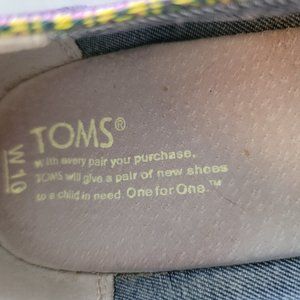 TOMS®
W 10
with every pair you purchase,
TOMS will give a pair of new shoes
to a child in need. One for One.™